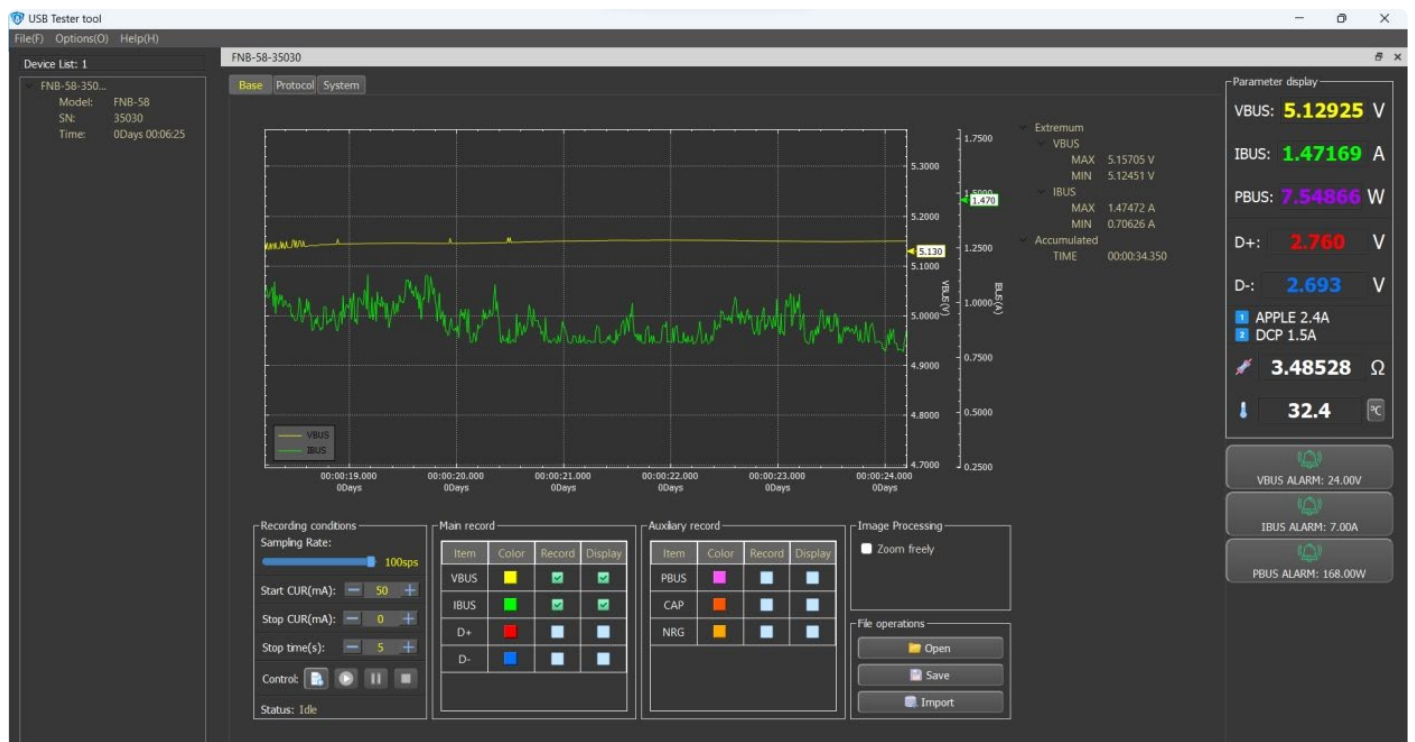 USB Tester tool
File(F) Options(O) Help(H)
Device List: 1
FNB-58-350...
Model: FNB-58
SN: 35030
Time: 0Days 00:06:25
FNB-58-35030
Base Protocol System
1.7500
5.3000
1.5000
1.470
5.2000
1.2500
5.130
5.1000
1.0000
5.0000
VBUS(V)
IBUS(A)
4.9000
0.7500
4.8000
0.5000
4.7000
0.2500
VBUS
IBUS
00:00:19.000 00:00:20.000 00:00:21.000 00:00:22.000 00:00:23.000 00:00:24.000
0Days 0Days 0Days 0Days 0Days 0Days
Extremum
VBUS
MAX 5.15705 V
MIN 5.12451 V
IBUS
MAX 1.47472 A
MIN 0.70626 A
Accumulated
TIME 00:00:34.350
Recording conditions
Sampling Rate:
100sps
Start CUR(mA): − 50 +
Stop CUR(mA): − 0 +
Stop time(s): − 5 +
Control:
Status: Idle
Main record
Item Color Record Display
VBUS
IBUS
D+
D-
Auxiliary record
Item Color Record Display
PBUS
CAP
NRG
Image Processing
Zoom freely
File operations
Open
Save
Import
Parameter display
VBUS: 5.12925 V
IBUS: 1.47169 A
PBUS: 7.54866 W
D+: 2.760 V
D-: 2.693 V
1 APPLE 2.4A
2 DCP 1.5A
3.48528 Ω
32.4 °C
VBUS ALARM: 24.00V
IBUS ALARM: 7.00A
PBUS ALARM: 168.00W